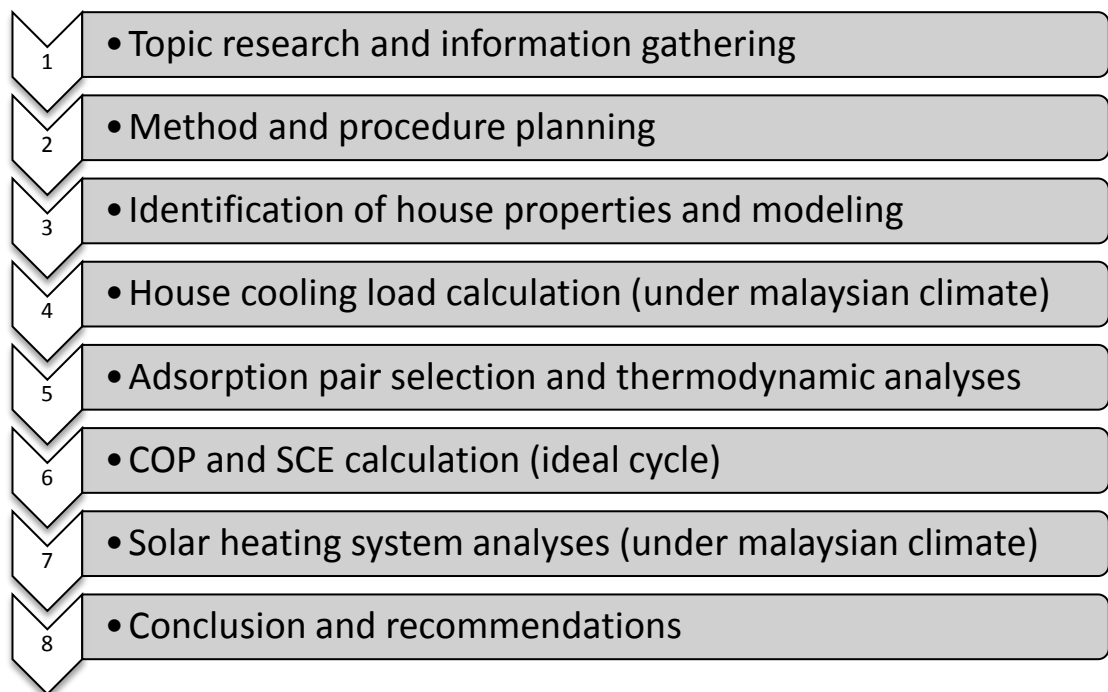 1 • Topic research and information gathering
2 • Method and procedure planning
3 • Identification of house properties and modeling
4 • House cooling load calculation (under malaysian climate)
5 • Adsorption pair selection and thermodynamic analyses
6 • COP and SCE calculation (ideal cycle)
7 • Solar heating system analyses (under malaysian climate)
8 • Conclusion and recommendations